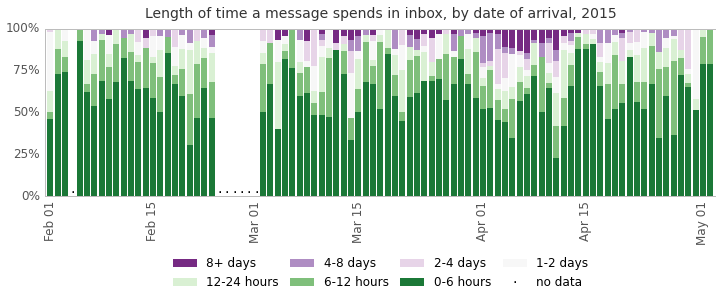 Length of time a message spends in inbox, by date of arrival, 2015
100%
75%
50%
25%
0%
Feb 01 Feb 15 Mar 01 Mar 15 Apr 01 Apr 15 May 01
8+ days 4-8 days 2-4 days 1-2 days
12-24 hours 6-12 hours 0-6 hours no data